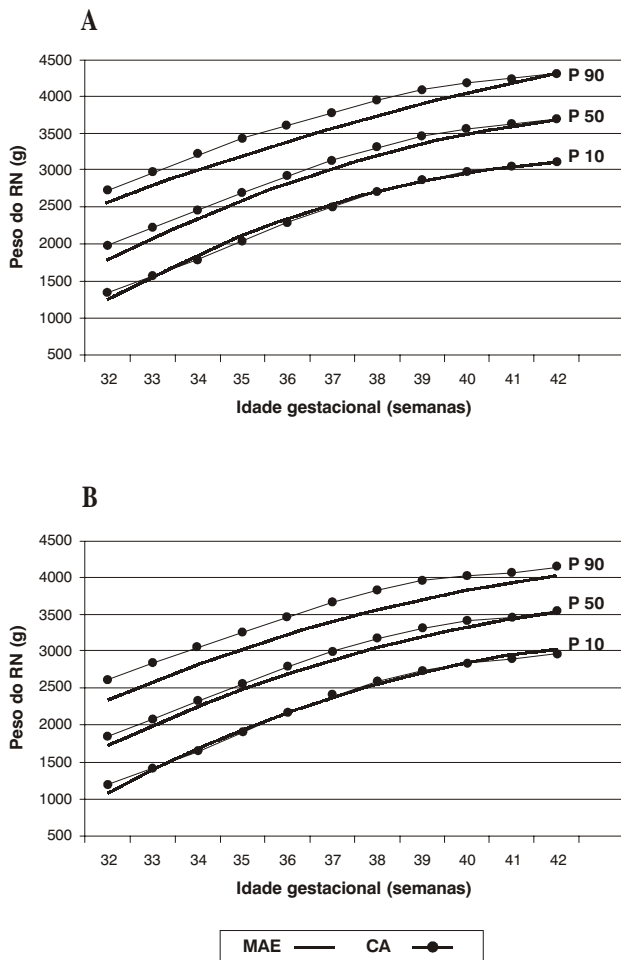 A
Peso do RN (g)
4500
4000
3500
3000
2500
2000
1500
1000
500
P 90
P 50
P 10
32 33 34 35 36 37 38 39 40 41 42
Idade gestacional (semanas)
B
Peso do RN (g)
4500
4000
3500
3000
2500
2000
1500
1000
500
P 90
P 50
P 10
32 33 34 35 36 37 38 39 40 41 42
Idade gestacional (semanas)
MAE CA